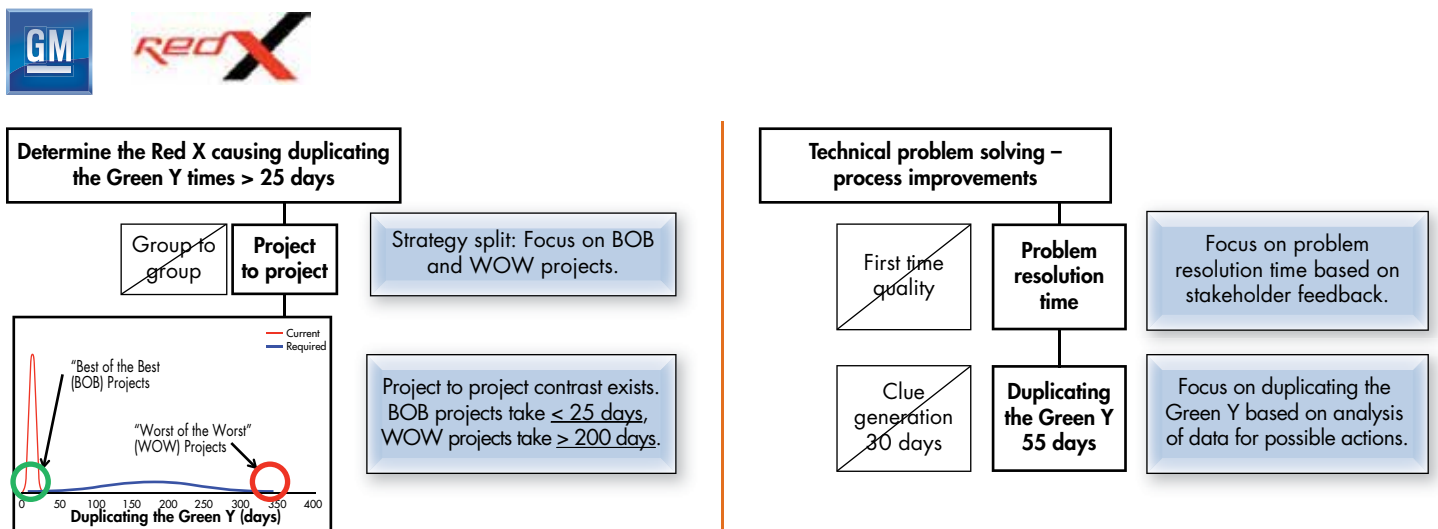 GM
Red X
Determine the Red X causing duplicating
the Green Y times > 25 days
Group to
group
Project
to project
Strategy split: Focus on BOB
and WOW projects.
Current
Required
"Best of the Best
(BOB) Projects
"Worst of the Worst"
(WOW) Projects
0 50 100 150 200 250 300 350 400
Duplicating the Green Y (days)
Project to project contrast exists.
BOB projects take < 25 days,
WOW projects take > 200 days.
Technical problem solving –
process improvements
First time
quality
Problem
resolution
time
Focus on problem
resolution time based on
stakeholder feedback.
Clue
generation
30 days
Duplicating
the Green Y
55 days
Focus on duplicating the
Green Y based on analysis
of data for possible actions.